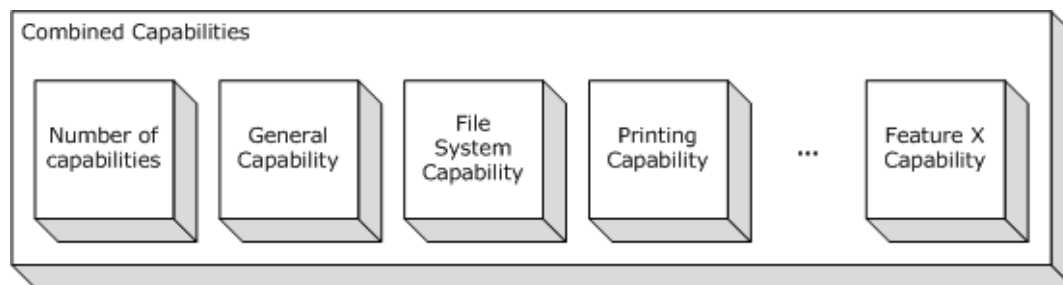 Combined Capabilities
Number of
capabilities
General
Capability
File
System
Capability
Printing
Capability
...
Feature X
Capability